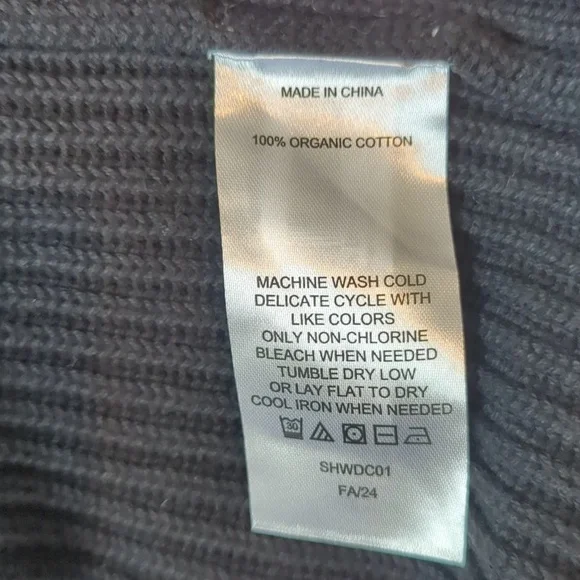 MADE IN CHINA
100% ORGANIC COTTON
MACHINE WASH COLD
DELICATE CYCLE WITH
LIKE COLORS
ONLY NON-CHLORINE
BLEACH WHEN NEEDED
TUMBLE DRY LOW
OR LAY FLAT TO DRY
COOL IRON WHEN NEEDED
30
SHWDC01
FA/24